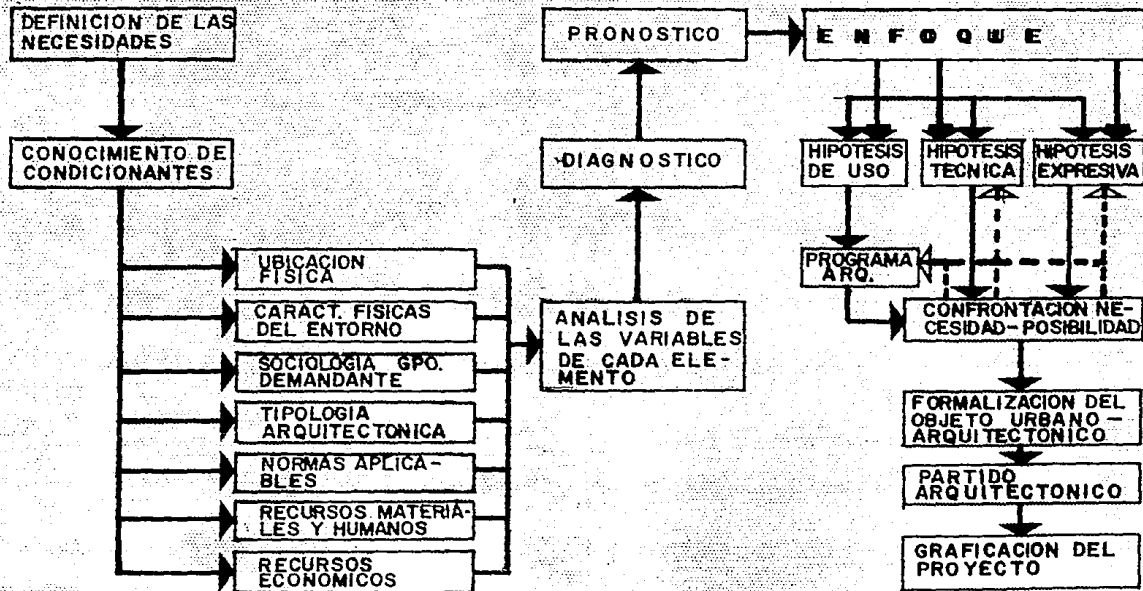 DEFINICION DE LAS
NECESIDADES
CONOCIMIENTO DE
CONDICIONANTES
UBICACION
FISICA
CARACT. FISICAS
DEL ENTORNO
SOCIOLOGIA GPO.
DEMANDANTE
TIPOLOGIA
ARQUITECTONICA
NORMAS APLICA-
BLES
RECURSOS MATERIA-
LES Y HUMANOS
RECURSOS
ECONOMICOS
ANALISIS DE
LAS VARIABLES
DE CADA ELE-
MENTO
DIAGNOSTICO
PRONOSTICO
ENFOQUE
HIPOTESIS
DE USO
HIPOTESIS
TECNICA
HIPOTESIS
EXPRESIVA
PROGRAMA
ARQ.
CONFRONTACION NE-
CESIDAD-POSIBILIDAD
FORMALIZACION DEL
OBJETO URBANO-
ARQUITECTONICO
PARTIDO
ARQUITECTONICO
GRAFICACION DEL
PROYECTO